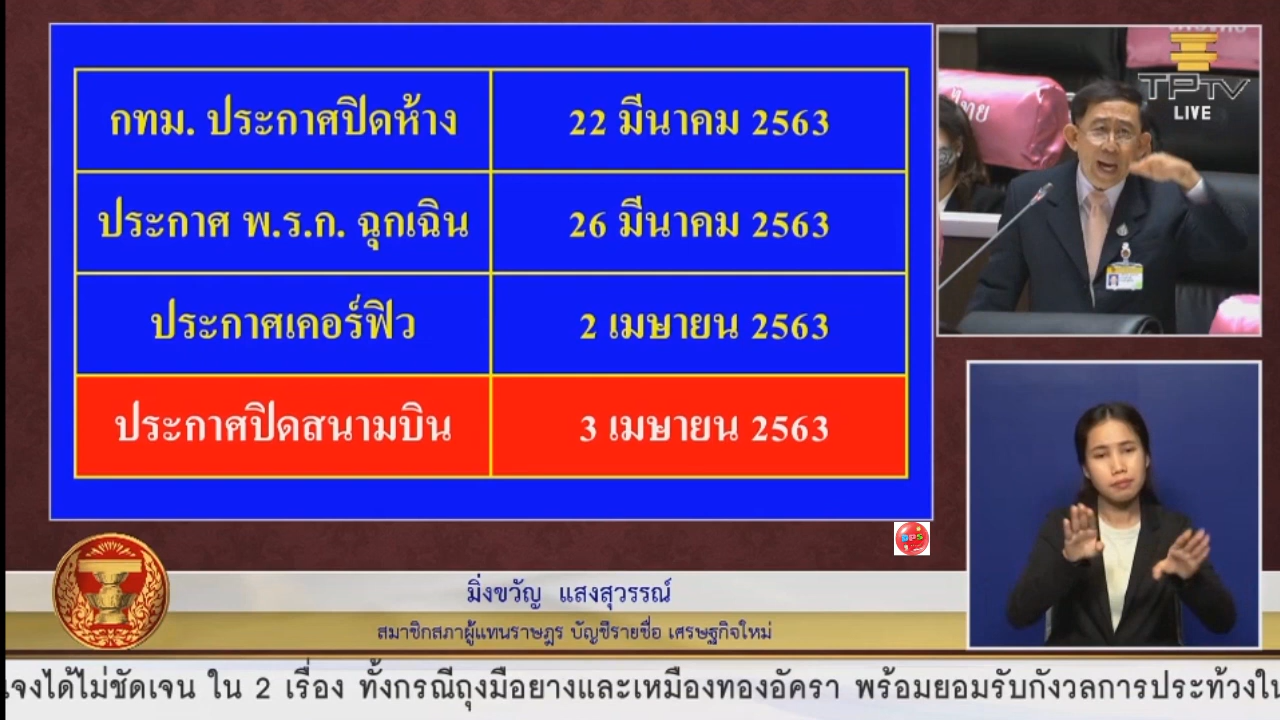 กทม. ประกาศปิดห้าง
22 มีนาคม 2563
ประกาศ พ.ร.ก. ฉุกเฉิน
26 มีนาคม 2563
ประกาศเคอร์ฟิว
2 เมษายน 2563
ประกาศปิดสนามบิน
3 เมษายน 2563
ไทย
TPTV
LIVE
DPS
มิ่งขวัญ แสงสุวรรณ์
สมาชิกสภาผู้แทนราษฎร บัญชีรายชื่อ เศรษฐกิจใหม่
จงได้ไม่ชัดเจน ใน 2 เรื่อง ทั้งกรณีถุงมือยางและเหมืองทองอัครา พร้อมยอมรับกังวลการประท้วงใน